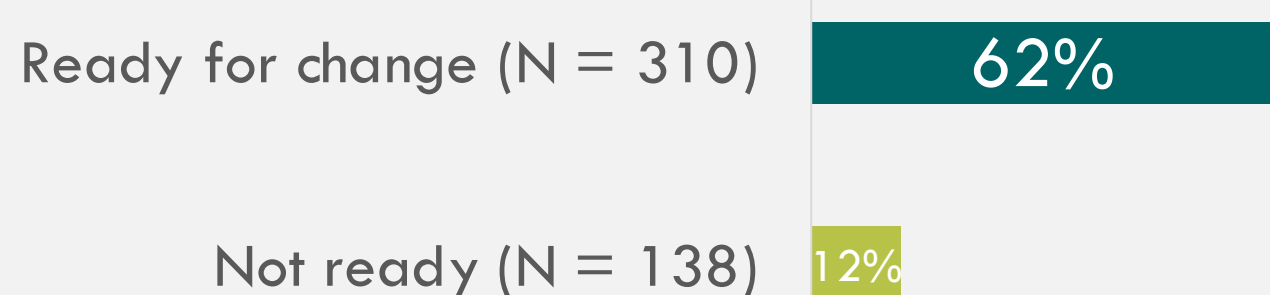 Ready for change (N = 310) 62%
Not ready (N = 138) 12%